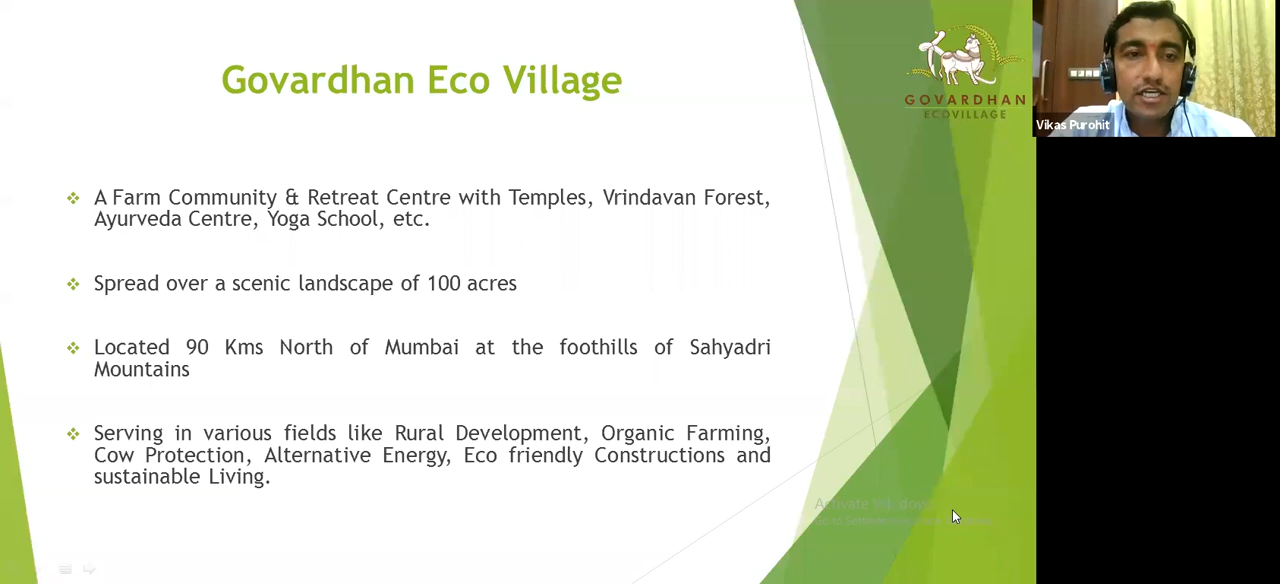 Govardhan Eco Village
GOVARDHAN
ECOVILLAGE
Vikas Purohit
A Farm Community & Retreat Centre with Temples, Vrindavan Forest,
Ayurveda Centre, Yoga School, etc.
Spread over a scenic landscape of 100 acres
Located 90 Kms North of Mumbai at the foothills of Sahyadri
Mountains
Serving in various fields like Rural Development, Organic Farming,
Cow Protection, Alternative Energy, Eco friendly Constructions and
sustainable Living.
Activate